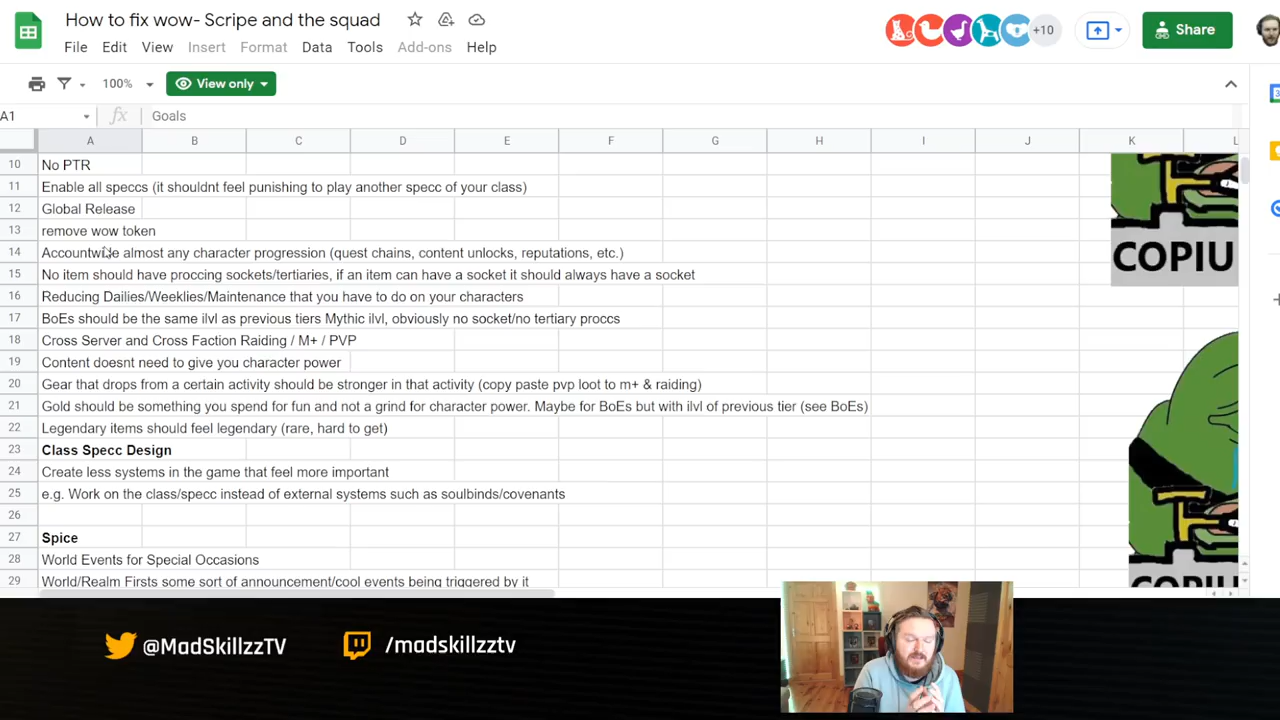 How to fix wow- Scripe and the squad
+10
Share
File Edit View Insert Format Data Tools Add-ons Help
100%
View only
A1
fx
Goals
A B C D E F G H I J K L
10 No PTR
11 Enable all speccs (it shouldnt feel punishing to play another specc of your class)
12 Global Release
13 remove wow token
14 Accountwide almost any character progression (quest chains, content unlocks, reputations, etc.)
15 No item should have proccing sockets/tertiaries, if an item can have a socket it should always have a socket
16 Reducing Dailies/Weeklies/Maintenance that you have to do on your characters
17 BoEs should be the same ilvl as previous tiers Mythic ilvl, obviously no socket/no tertiary proccs
18 Cross Server and Cross Faction Raiding / M+ / PVP
19 Content doesnt need to give you character power
20 Gear that drops from a certain activity should be stronger in that activity (copy paste pvp loot to m+ & raiding)
21 Gold should be something you spend for fun and not a grind for character power. Maybe for BoEs but with ilvl of previous tier (see BoEs)
22 Legendary items should feel legendary (rare, hard to get)
23 Class Specc Design
24 Create less systems in the game that feel more important
25 e.g. Work on the class/specc instead of external systems such as soulbinds/covenants
26
27 Spice
28 World Events for Special Occasions
29 World/Realm Firsts some sort of announcement/cool events being triggered by it
COPIU
COPIU
@MadSkillzzTV
/madskillzztv